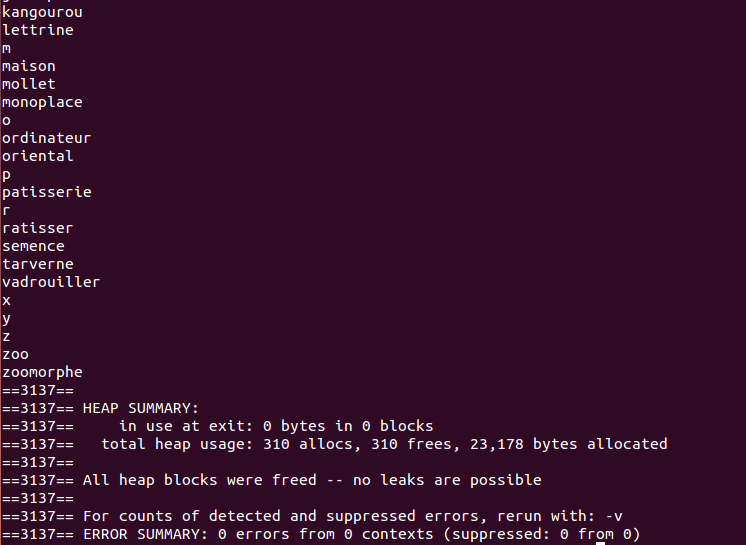 kangourou
lettrine
m
maison
mollet
monoplace
o
ordinateur
oriental
p
patisserie
r
ratisser
semence
tarverne
vadrouiller
x
y
z
zoo
zoomorphe
==3137==
==3137== HEAP SUMMARY:
==3137==     in use at exit: 0 bytes in 0 blocks
==3137==   total heap usage: 310 allocs, 310 frees, 23,178 bytes allocated
==3137==
==3137== All heap blocks were freed -- no leaks are possible
==3137==
==3137== For counts of detected and suppressed errors, rerun with: -v
==3137== ERROR SUMMARY: 0 errors from 0 contexts (suppressed: 0 from 0)